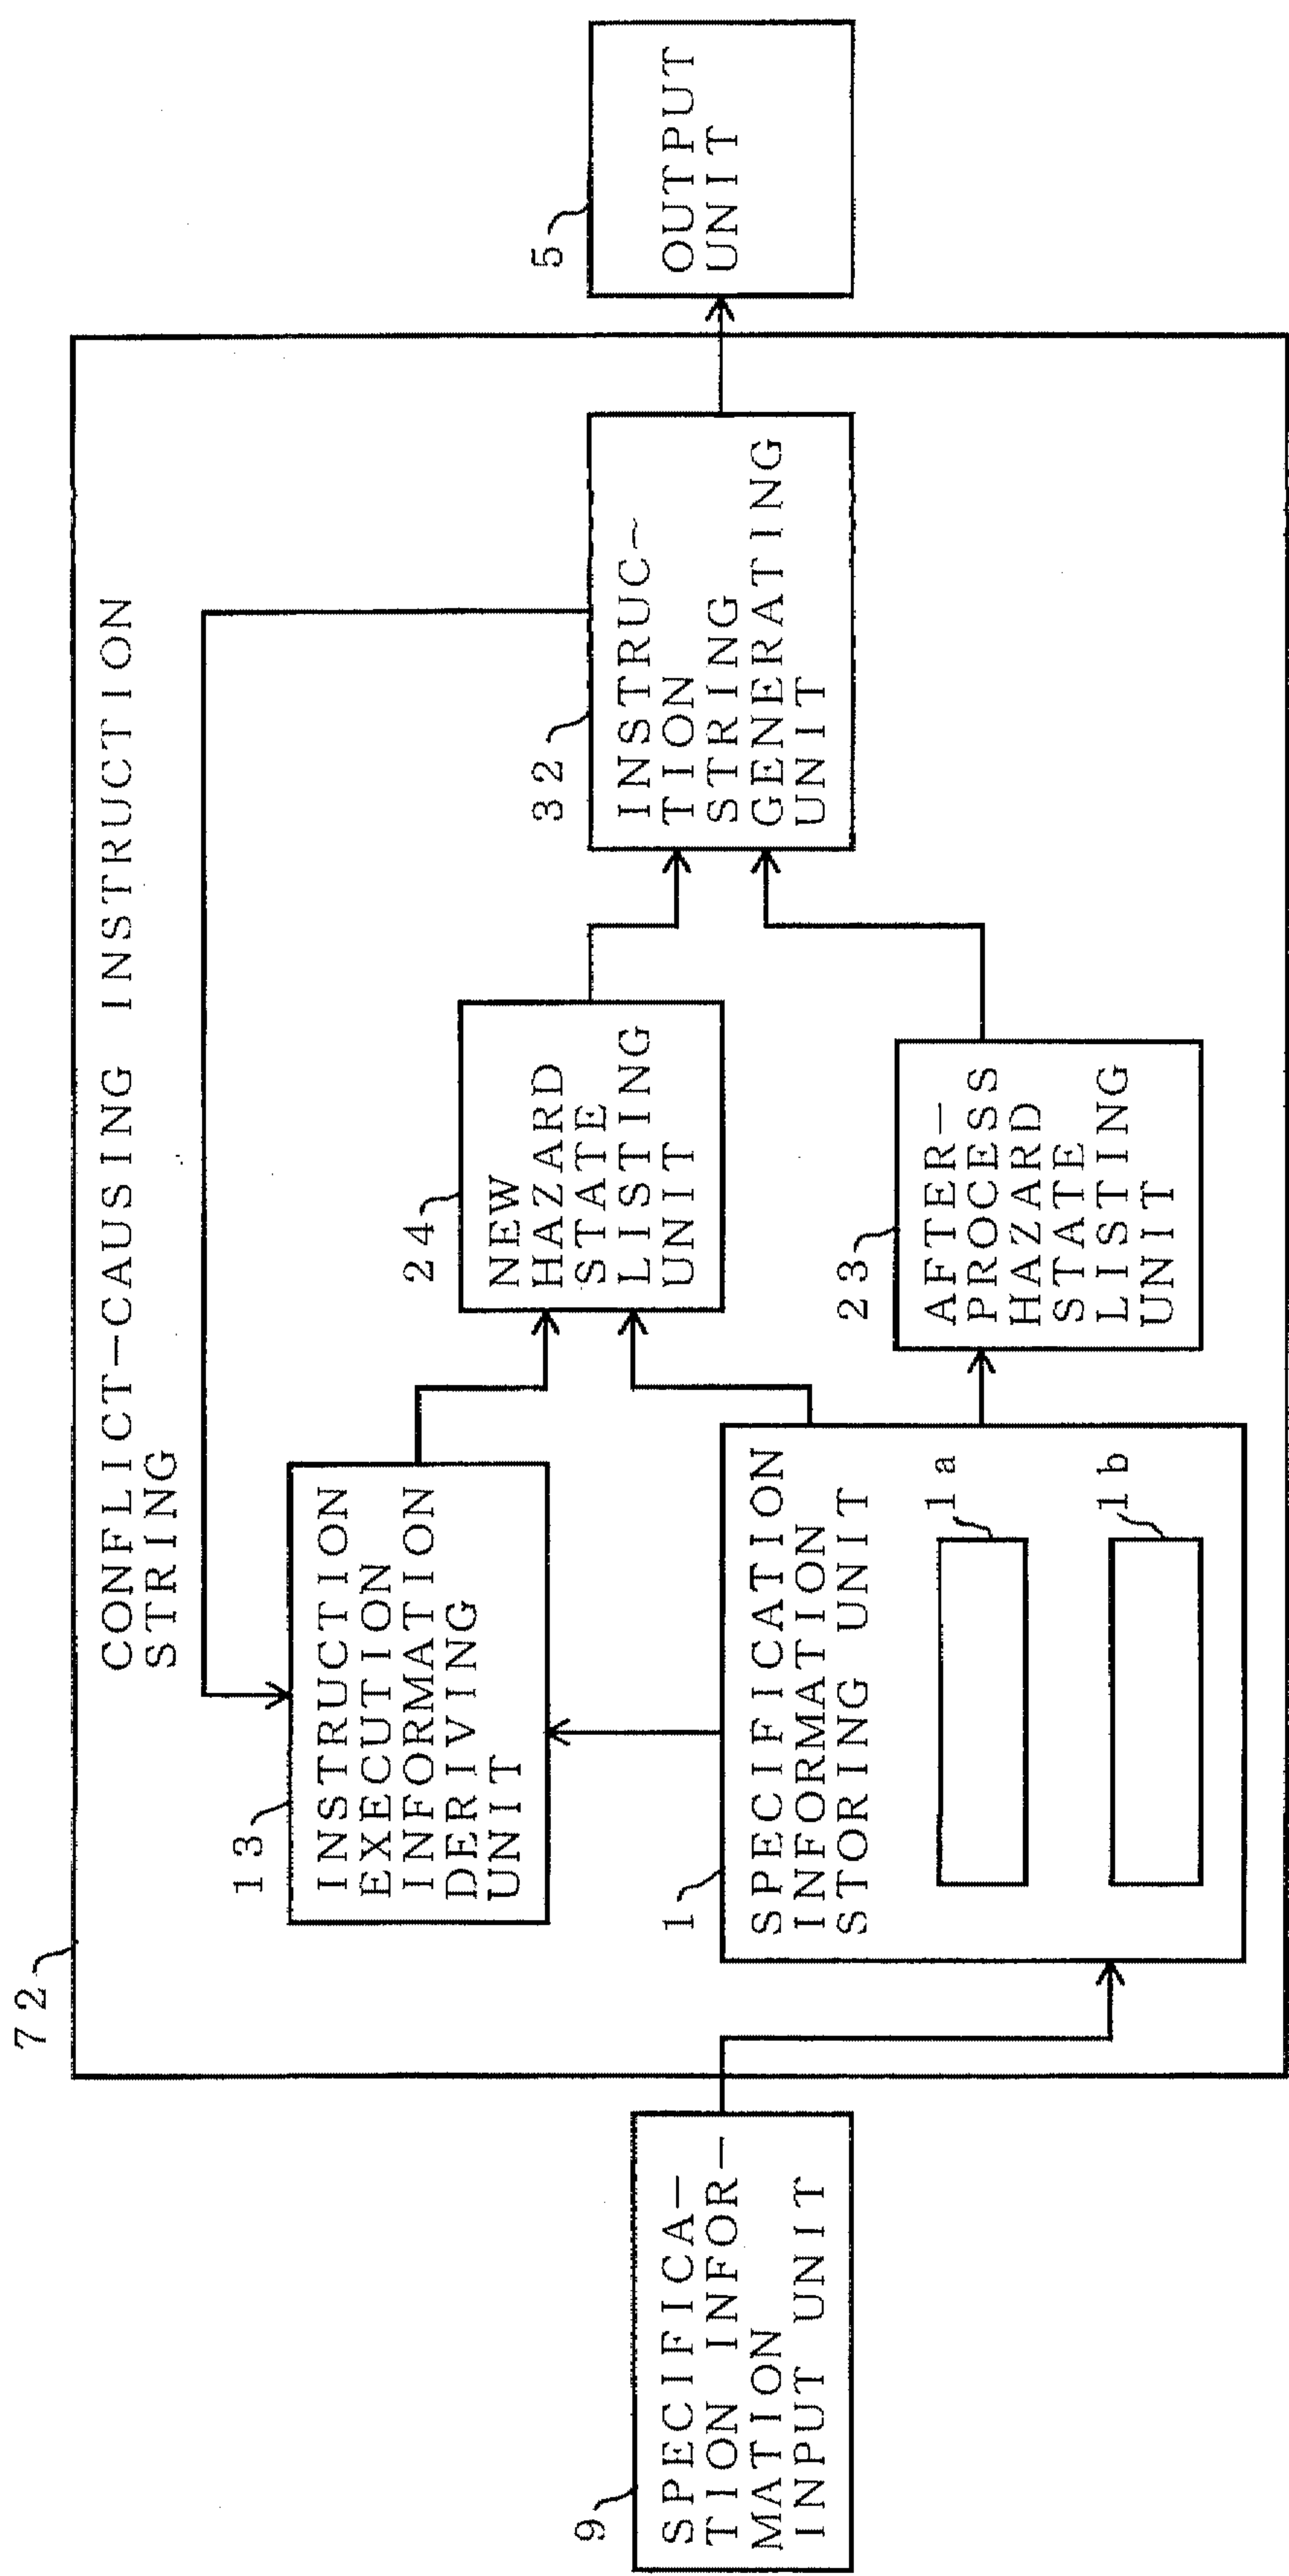 72
CONFLICT-CAUSING INSTRUCTION
STRING
13
INSTRUCTION
EXECUTION
INFORMATION
DERIVING
UNIT
24
NEW
HAZARD
STATE
LISTING
UNIT
32
INSTRUC-
TION
STRING
GENERATING
UNIT
5
OUTPUT
UNIT
9
SPECIFICA-
TION INFOR-
MATION
INPUT UNIT
1
SPECIFICATION
INFORMATION
STORING UNIT
1a
1b
23
AFTER-
PROCESS
HAZARD
STATE
LISTING
UNIT